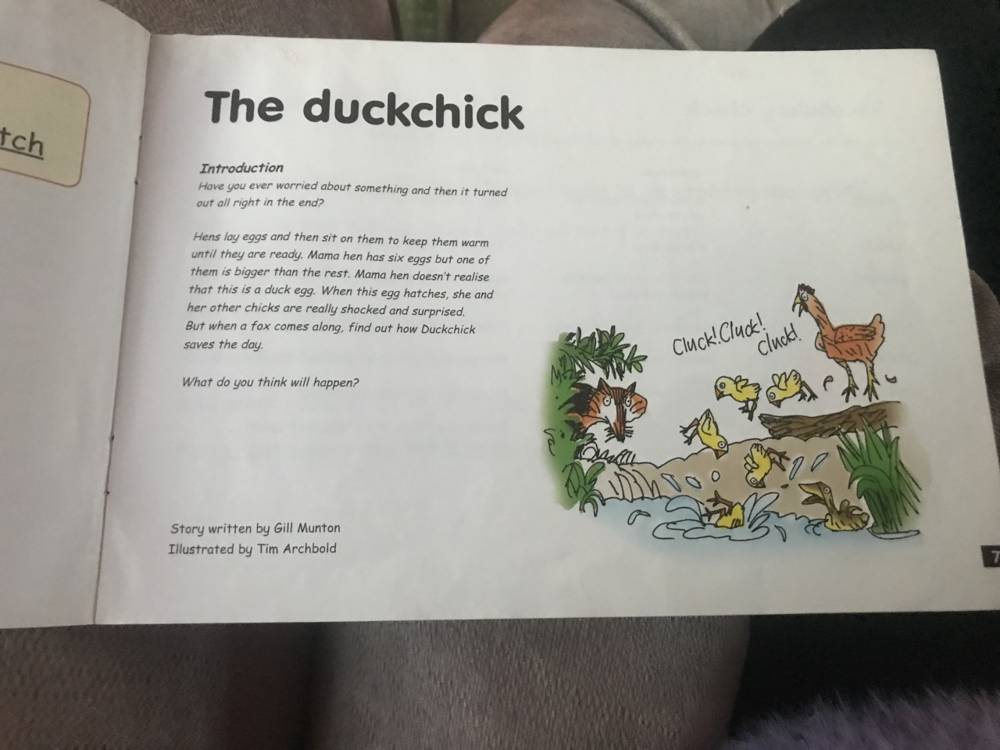 tch
The duckchick
Introduction
Have you ever worried about something and then it turned
out all right in the end?
Hens lay eggs and then sit on them to keep them warm
until they are ready. Mama hen has six eggs but one of
them is bigger than the rest. Mama hen doesn't realise
that this is a duck egg. When this egg hatches, she and
her other chicks are really shocked and surprised.
But when a fox comes along, find out how Duckchick
saves the day.
What do you think will happen?
Cluck! Cluck!
Cluck!
Story written by Gill Munton
Illustrated by Tim Archbold
7